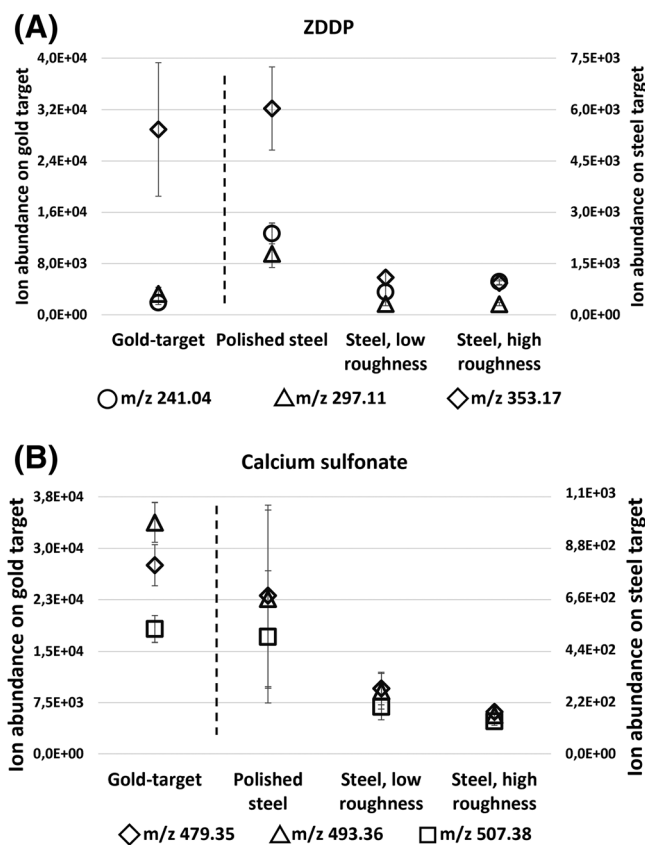 (A)
ZDDP
Ion abundance on gold target
4,0E+04
3,2E+04
2,4E+04
1,6E+04
8,0E+03
0,0E+00
7,5E+03
6,0E+03
4,5E+03
3,0E+03
1,5E+03
0,0E+00
Ion abundance on steel target
Gold-target Polished steel Steel, low Steel, high
roughness roughness
m/z 241.04 m/z 297.11 m/z 353.17
(B)
Calcium sulfonate
Ion abundance on gold target
3,8E+04
3,0E+04
2,3E+04
1,5E+04
7,5E+03
0,0E+00
1,1E+03
8,8E+02
6,6E+02
4,4E+02
2,2E+02
0,0E+00
Ion abundance on steel target
Gold-target Polished Steel, low Steel, high
steel roughness roughness
m/z 479.35 m/z 493.36 m/z 507.38